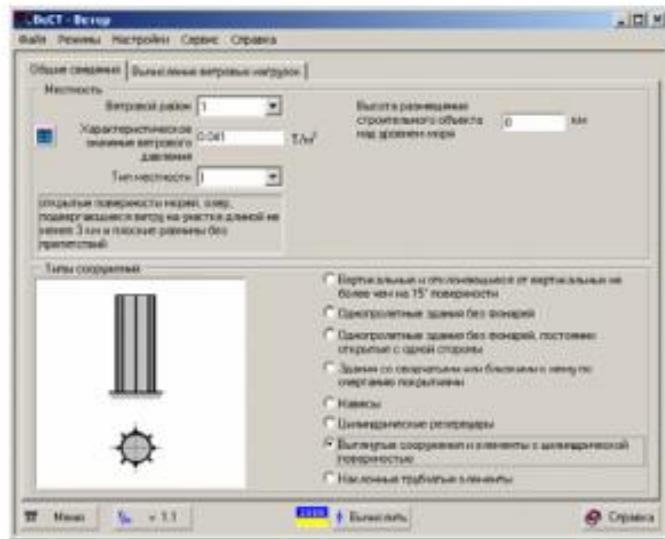 ВеСТ - Ветер
Файл Режимы Настройки Сервис Справка
Общие сведения Вычисление ветровых нагрузок
Местность
Ветровой район 1
Характеристическое значение ветрового давления 0.041 Т/м²
Тип местности I
открытые поверхности морей, озер,
подвергающиеся ветру на участке длиной не
менее 3 км и плоские равнины без
препятствий
Высота размещения
строительного объекта
над уровнем моря 0 км
Типы сооружений
Вертикальные и отклоняющиеся от вертикальных не
более чем на 15° поверхности
Однопролетные здания без фонарей
Однопролетные здания без фонарей, постоянно
открытые с одной стороны
Здания со сводчатыми или близкими к нему по
очертанию покрытиями
Навесы
Цилиндрические резервуары
Вытянутые сооружения и элементы с цилиндрической
поверхностью
Наклонные трубчатые элементы
Меню = 1.1 Вычислить Справка